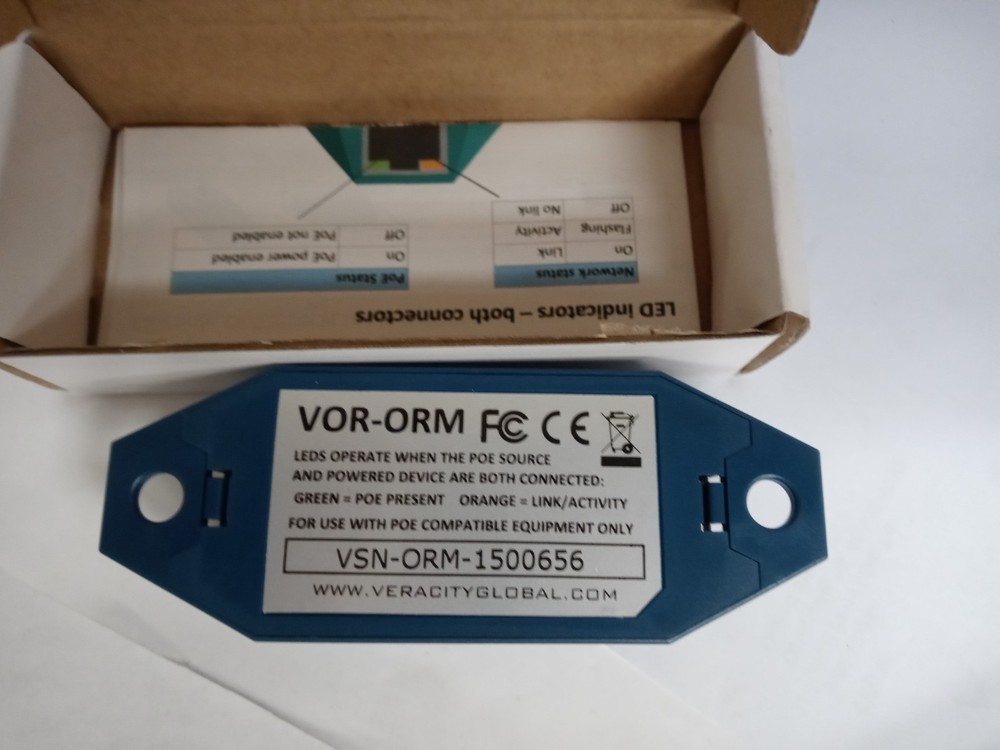 LED indicators – both connectors
Network status
On Link
Flashing Activity
Off No link
PoE Status
On PoE power enabled
Off PoE not enabled
VOR-ORM FC CE
LEDS OPERATE WHEN THE POE SOURCE
AND POWERED DEVICE ARE BOTH CONNECTED:
GREEN = POE PRESENT ORANGE = LINK/ACTIVITY
FOR USE WITH POE COMPATIBLE EQUIPMENT ONLY
VSN-ORM-1500656
WWW.VERACITYGLOBAL.COM